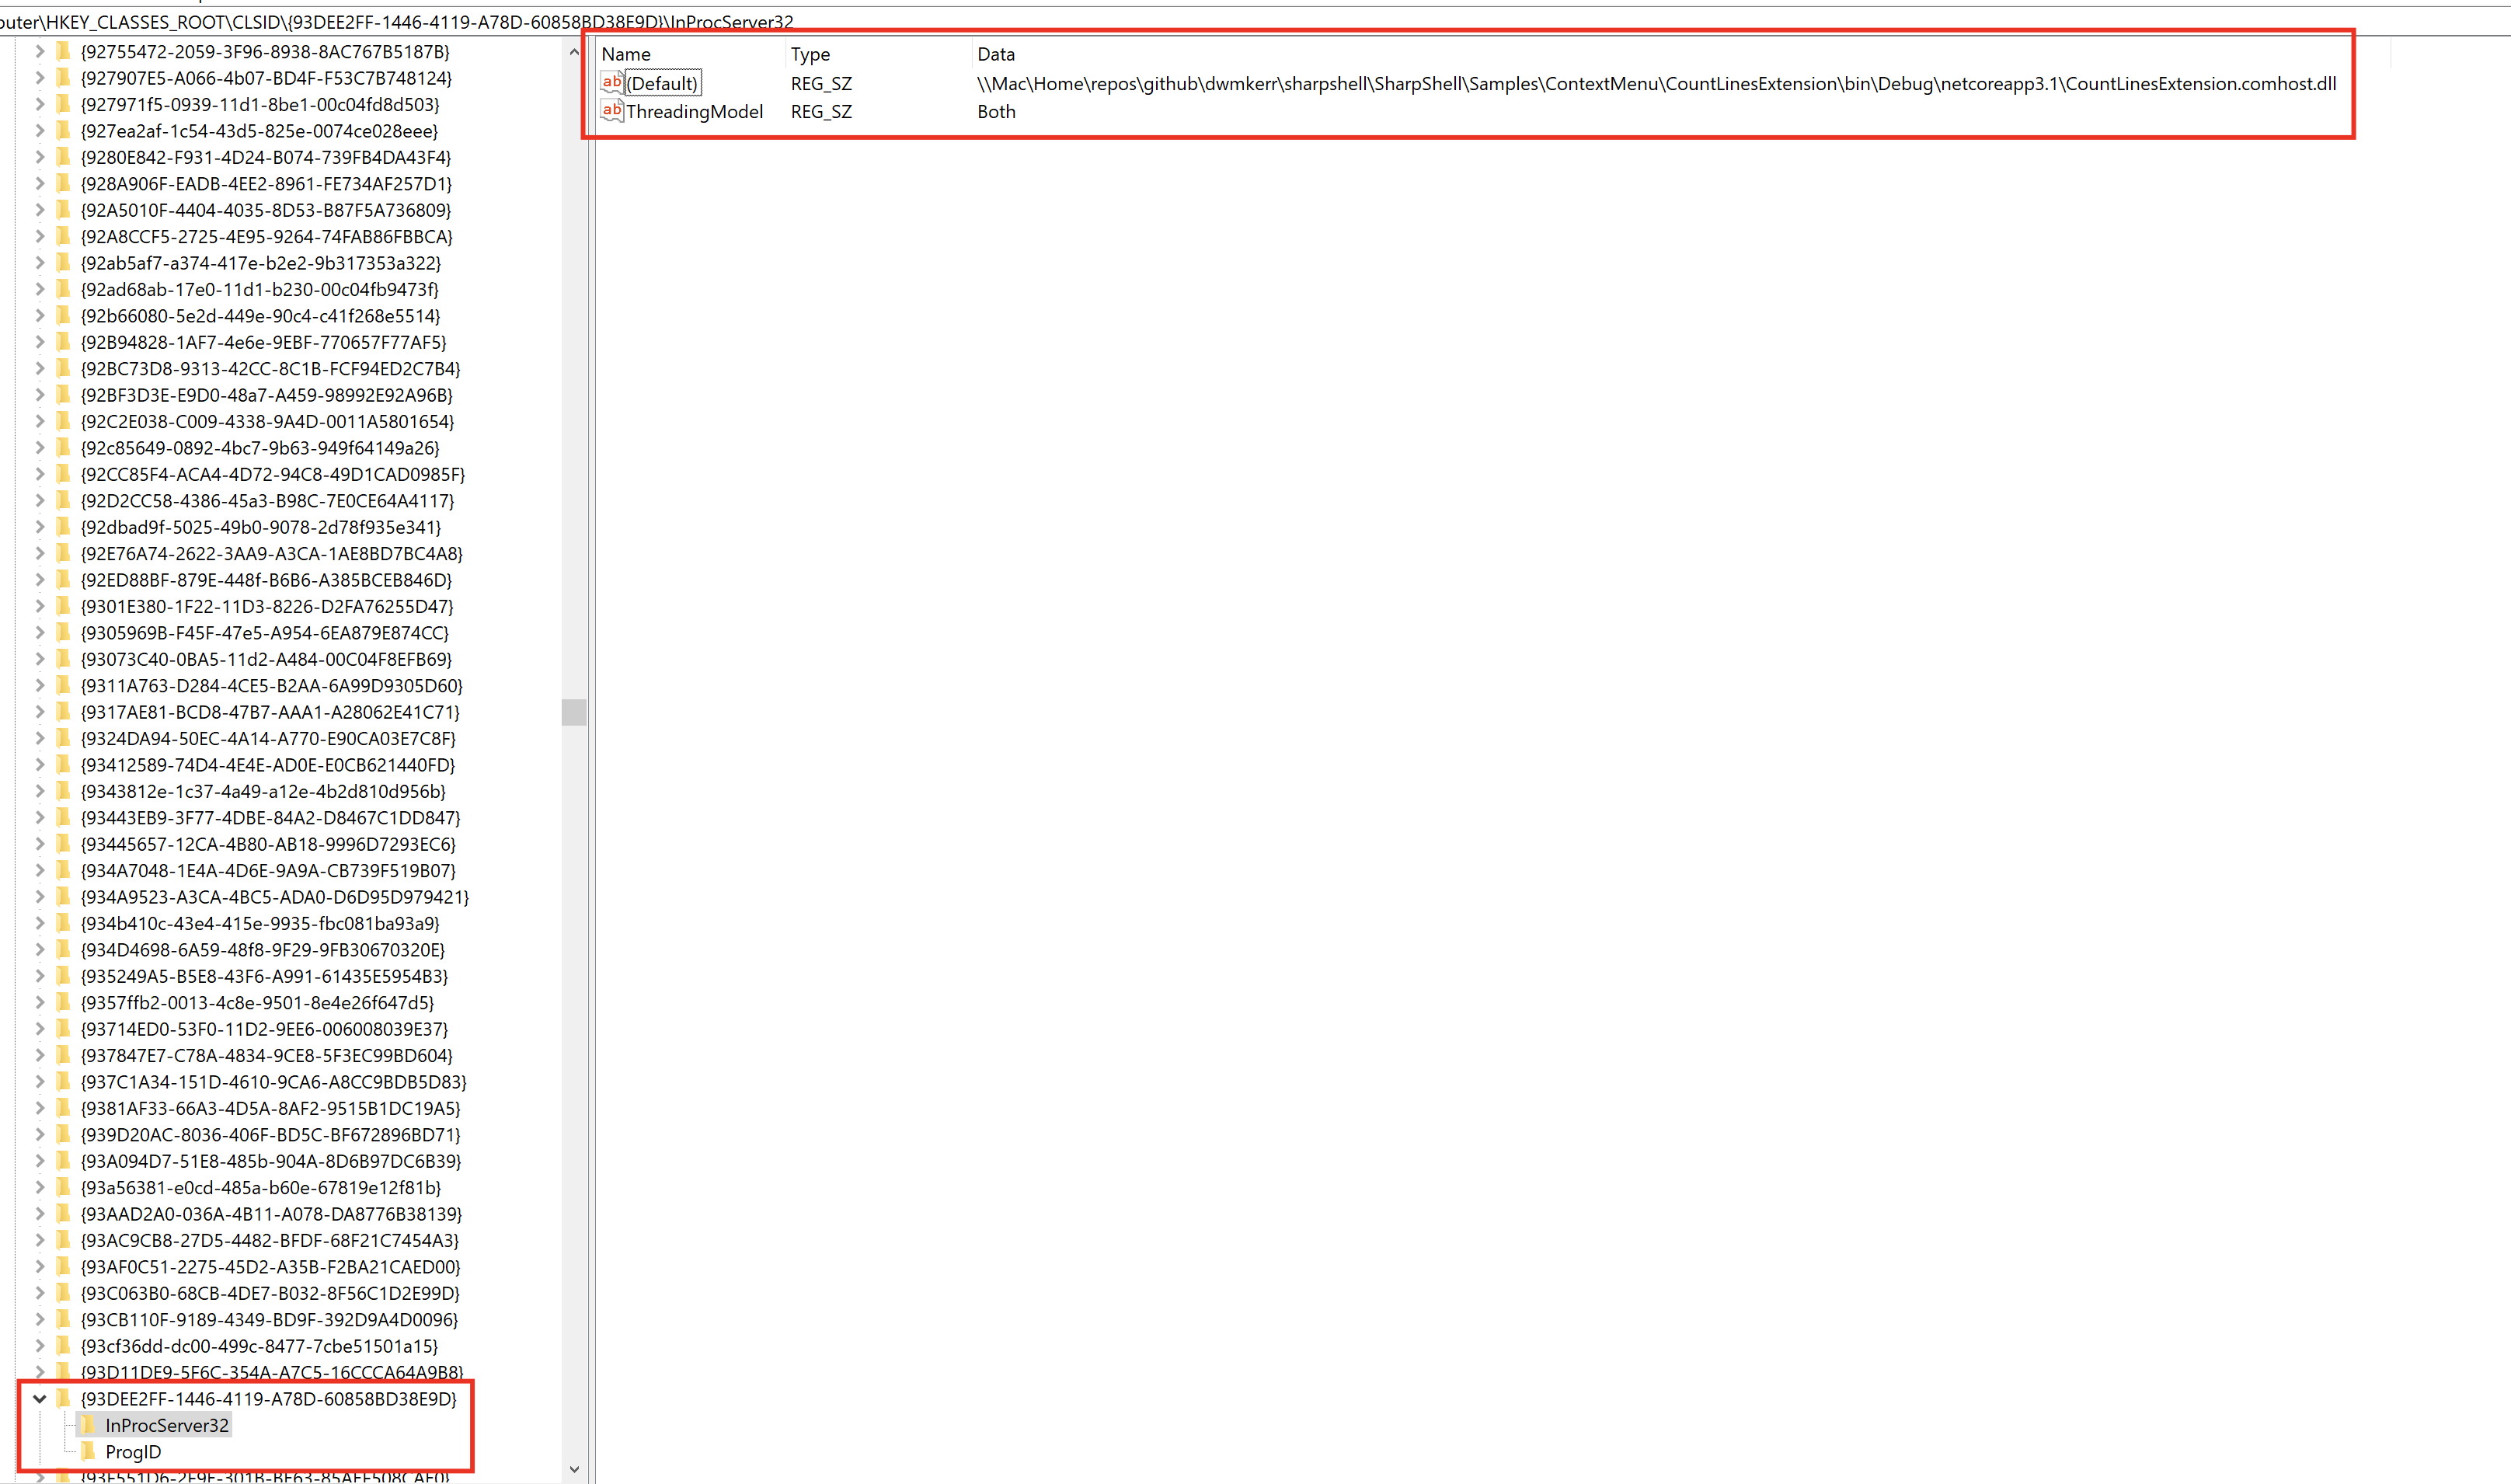 puter\HKEY_CLASSES_ROOT\CLSID\{93DEE2FF-1446-4119-A78D-60858BD38E9D}\InProcServer32
{92755472-2059-3F96-8938-8AC767B5187B}
{927907E5-A066-4b07-BD4F-F53C7B748124}
{927971f5-0939-11d1-8be1-00c04fd8d503}
{927ea2af-1c54-43d5-825e-0074ce028eee}
{9280E842-F931-4D24-B074-739FB4DA43F4}
{928A906F-EADB-4EE2-8961-FE734AF257D1}
{92A5010F-4404-4035-8D53-B87F5A736809}
{92A8CCF5-2725-4E95-9264-74FAB86FBBCA}
{92ab5af7-a374-417e-b2e2-9b317353a322}
{92ad68ab-17e0-11d1-b230-00c04fb9473f}
{92b66080-5e2d-449e-90c4-c41f268e5514}
{92B94828-1AF7-4e6e-9EBF-770657F77AF5}
{92BC73D8-9313-42CC-8C1B-FCF94ED2C7B4}
{92BF3D3E-E9D0-48a7-A459-98992E92A96B}
{92C2E038-C009-4338-9A4D-0011A5801654}
{92c85649-0892-4bc7-9b63-949f64149a26}
{92CC85F4-ACA4-4D72-94C8-49D1CAD0985F}
{92D2CC58-4386-45a3-B98C-7E0CE64A4117}
{92dbad9f-5025-49b0-9078-2d78f935e341}
{92E76A74-2622-3AA9-A3CA-1AE8BD7BC4A8}
{92ED88BF-879E-448f-B6B6-A385BCEB846D}
{9301E380-1F22-11D3-8226-D2FA76255D47}
{9305969B-F45F-47e5-A954-6EA879E874CC}
{93073C40-0BA5-11d2-A484-00C04F8EFB69}
{9311A763-D284-4CE5-B2AA-6A99D9305D60}
{9317AE81-BCD8-47B7-AAA1-A28062E41C71}
{9324DA94-50EC-4A14-A770-E90CA03E7C8F}
{93412589-74D4-4E4E-AD0E-E0CB621440FD}
{9343812e-1c37-4a49-a12e-4b2d810d956b}
{93443EB9-3F77-4DBE-84A2-D8467C1DD847}
{93445657-12CA-4B80-AB18-9996D7293EC6}
{934A7048-1E4A-4D6E-9A9A-CB739F519B07}
{934A9523-A3CA-4BC5-ADA0-D6D95D979421}
{934b410c-43e4-415e-9935-fbc081ba93a9}
{934D4698-6A59-48f8-9F29-9FB30670320E}
{935249A5-B5E8-43F6-A991-61435E5954B3}
{9357ffb2-0013-4c8e-9501-8e4e26f647d5}
{93714ED0-53F0-11D2-9EE6-006008039E37}
{937847E7-C78A-4834-9CE8-5F3EC99BD604}
{937C1A34-151D-4610-9CA6-A8CC9BDB5D83}
{9381AF33-66A3-4D5A-8AF2-9515B1DC19A5}
{939D20AC-8036-406F-BD5C-BF672896BD71}
{93A094D7-51E8-485b-904A-8D6B97DC6B39}
{93a56381-e0cd-485a-b60e-67819e12f81b}
{93AAD2A0-036A-4B11-A078-DA8776B38139}
{93AC9CB8-27D5-4482-BFDF-68F21C7454A3}
{93AF0C51-2275-45D2-A35B-F2BA21CAED00}
{93C063B0-68CB-4DE7-B032-8F56C1D2E99D}
{93CB110F-9189-4349-BD9F-392D9A4D0096}
{93cf36dd-dc00-499c-8477-7cbe51501a15}
{93D11DE9-5F6C-354A-A7C5-16CCCA64A9B8}
{93DEE2FF-1446-4119-A78D-60858BD38E9D}
InProcServer32
ProgID
Name Type Data
(Default) REG_SZ \\Mac\Home\repos\github\dwmkerr\sharpshell\SharpShell\Samples\ContextMenu\CountLinesExtension\bin\Debug\netcoreapp3.1\CountLinesExtension.comhost.dll
ThreadingModel REG_SZ Both